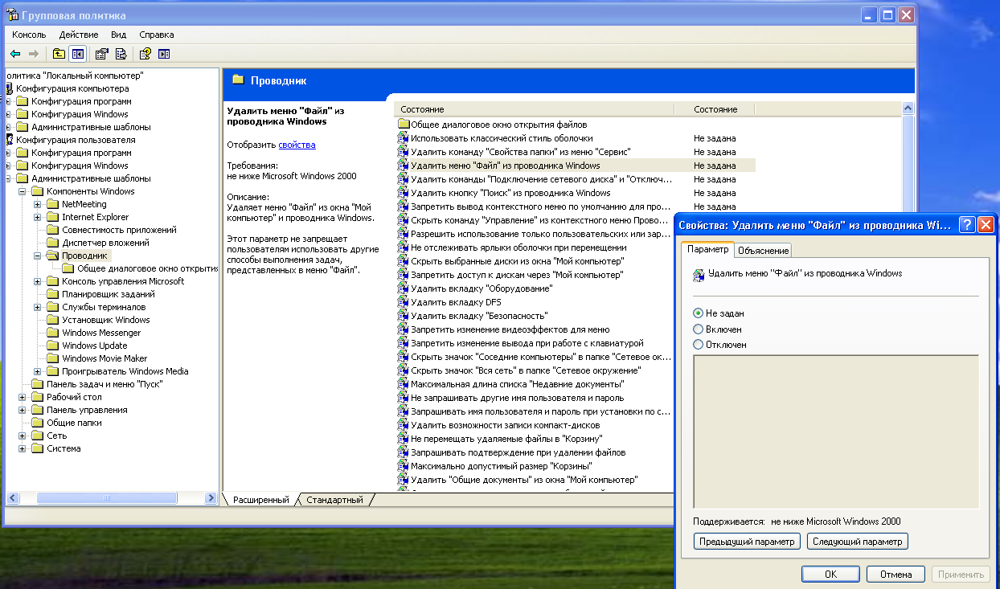 Групповая политика
Консоль Действие Вид Справка
олитика "Локальный компьютер"
Конфигурация компьютера
Конфигурация программ
Конфигурация Windows
Административные шаблоны
Конфигурация пользователя
Конфигурация программ
Конфигурация Windows
Административные шаблоны
Компоненты Windows
NetMeeting
Internet Explorer
Совместимость приложений
Диспетчер вложений
Проводник
Общее диалоговое окно открыти
Консоль управления Microsoft
Планировщик заданий
Службы терминалов
Установщик Windows
Windows Messenger
Windows Update
Windows Movie Maker
Проигрыватель Windows Media
Панель задач и меню "Пуск"
Рабочий стол
Панель управления
Общие папки
Сеть
Система
Проводник
Удалить меню "Файл" из
проводника Windows
Отобразить свойства
Требования:
не ниже Microsoft Windows 2000
Описание:
Удаляет меню "Файл" из окна "Мой
компьютер" и проводника Windows.
Этот параметр не запрещает
пользователям использовать другие
способы выполнения задач,
представленных в меню "Файл".
Состояние Состояние
Общее диалоговое окно открытия файлов
Использовать классический стиль оболочки Не задана
Удалить команду "Свойства папки" из меню "Сервис" Не задана
Удалить меню "Файл" из проводника Windows Не задана
Удалить команды "Подключение сетевого диска" и "Отключ... Не задана
Удалить кнопку "Поиск" из проводника Windows Не задана
Запретить вывод контекстного меню по умолчанию для про... Не задана
Скрыть команду "Управление" из контекстного меню Прово...
Разрешить использование только пользовательских или зар...
Не отслеживать ярлыки оболочки при перемещении
Скрыть выбранные диски из окна "Мой компьютер"
Запретить доступ к дискам через "Мой компьютер"
Удалить вкладку "Оборудование"
Удалить вкладку DFS
Удалить вкладку "Безопасность"
Запретить изменение видеоэффектов для меню
Запретить изменение вывода при работе с клавиатурой
Скрыть значок "Соседние компьютеры" в папке "Сетевое ок...
Скрыть значок "Вся сеть" в папке "Сетевое окружение"
Максимальная длина списка "Недавние документы"
Не запрашивать другие имя пользователя и пароль
Запрашивать имя пользователя и пароль при установки по с...
Удалить возможности записи компакт-дисков
Не перемещать удаляемые файлы в "Корзину"
Запрашивать подтверждение при удалении файлов
Максимально допустимый размер "Корзины"
Удалить "Общие документы" из окна "Мой компьютер"
Расширенный Стандартный
Свойства: Удалить меню "Файл" из проводника Wi...
Параметр Объяснение
Удалить меню "Файл" из проводника Windows
Не задан
Включен
Отключен
Поддерживается: не ниже Microsoft Windows 2000
Предыдущий параметр Следующий параметр
OK Отмена Применить